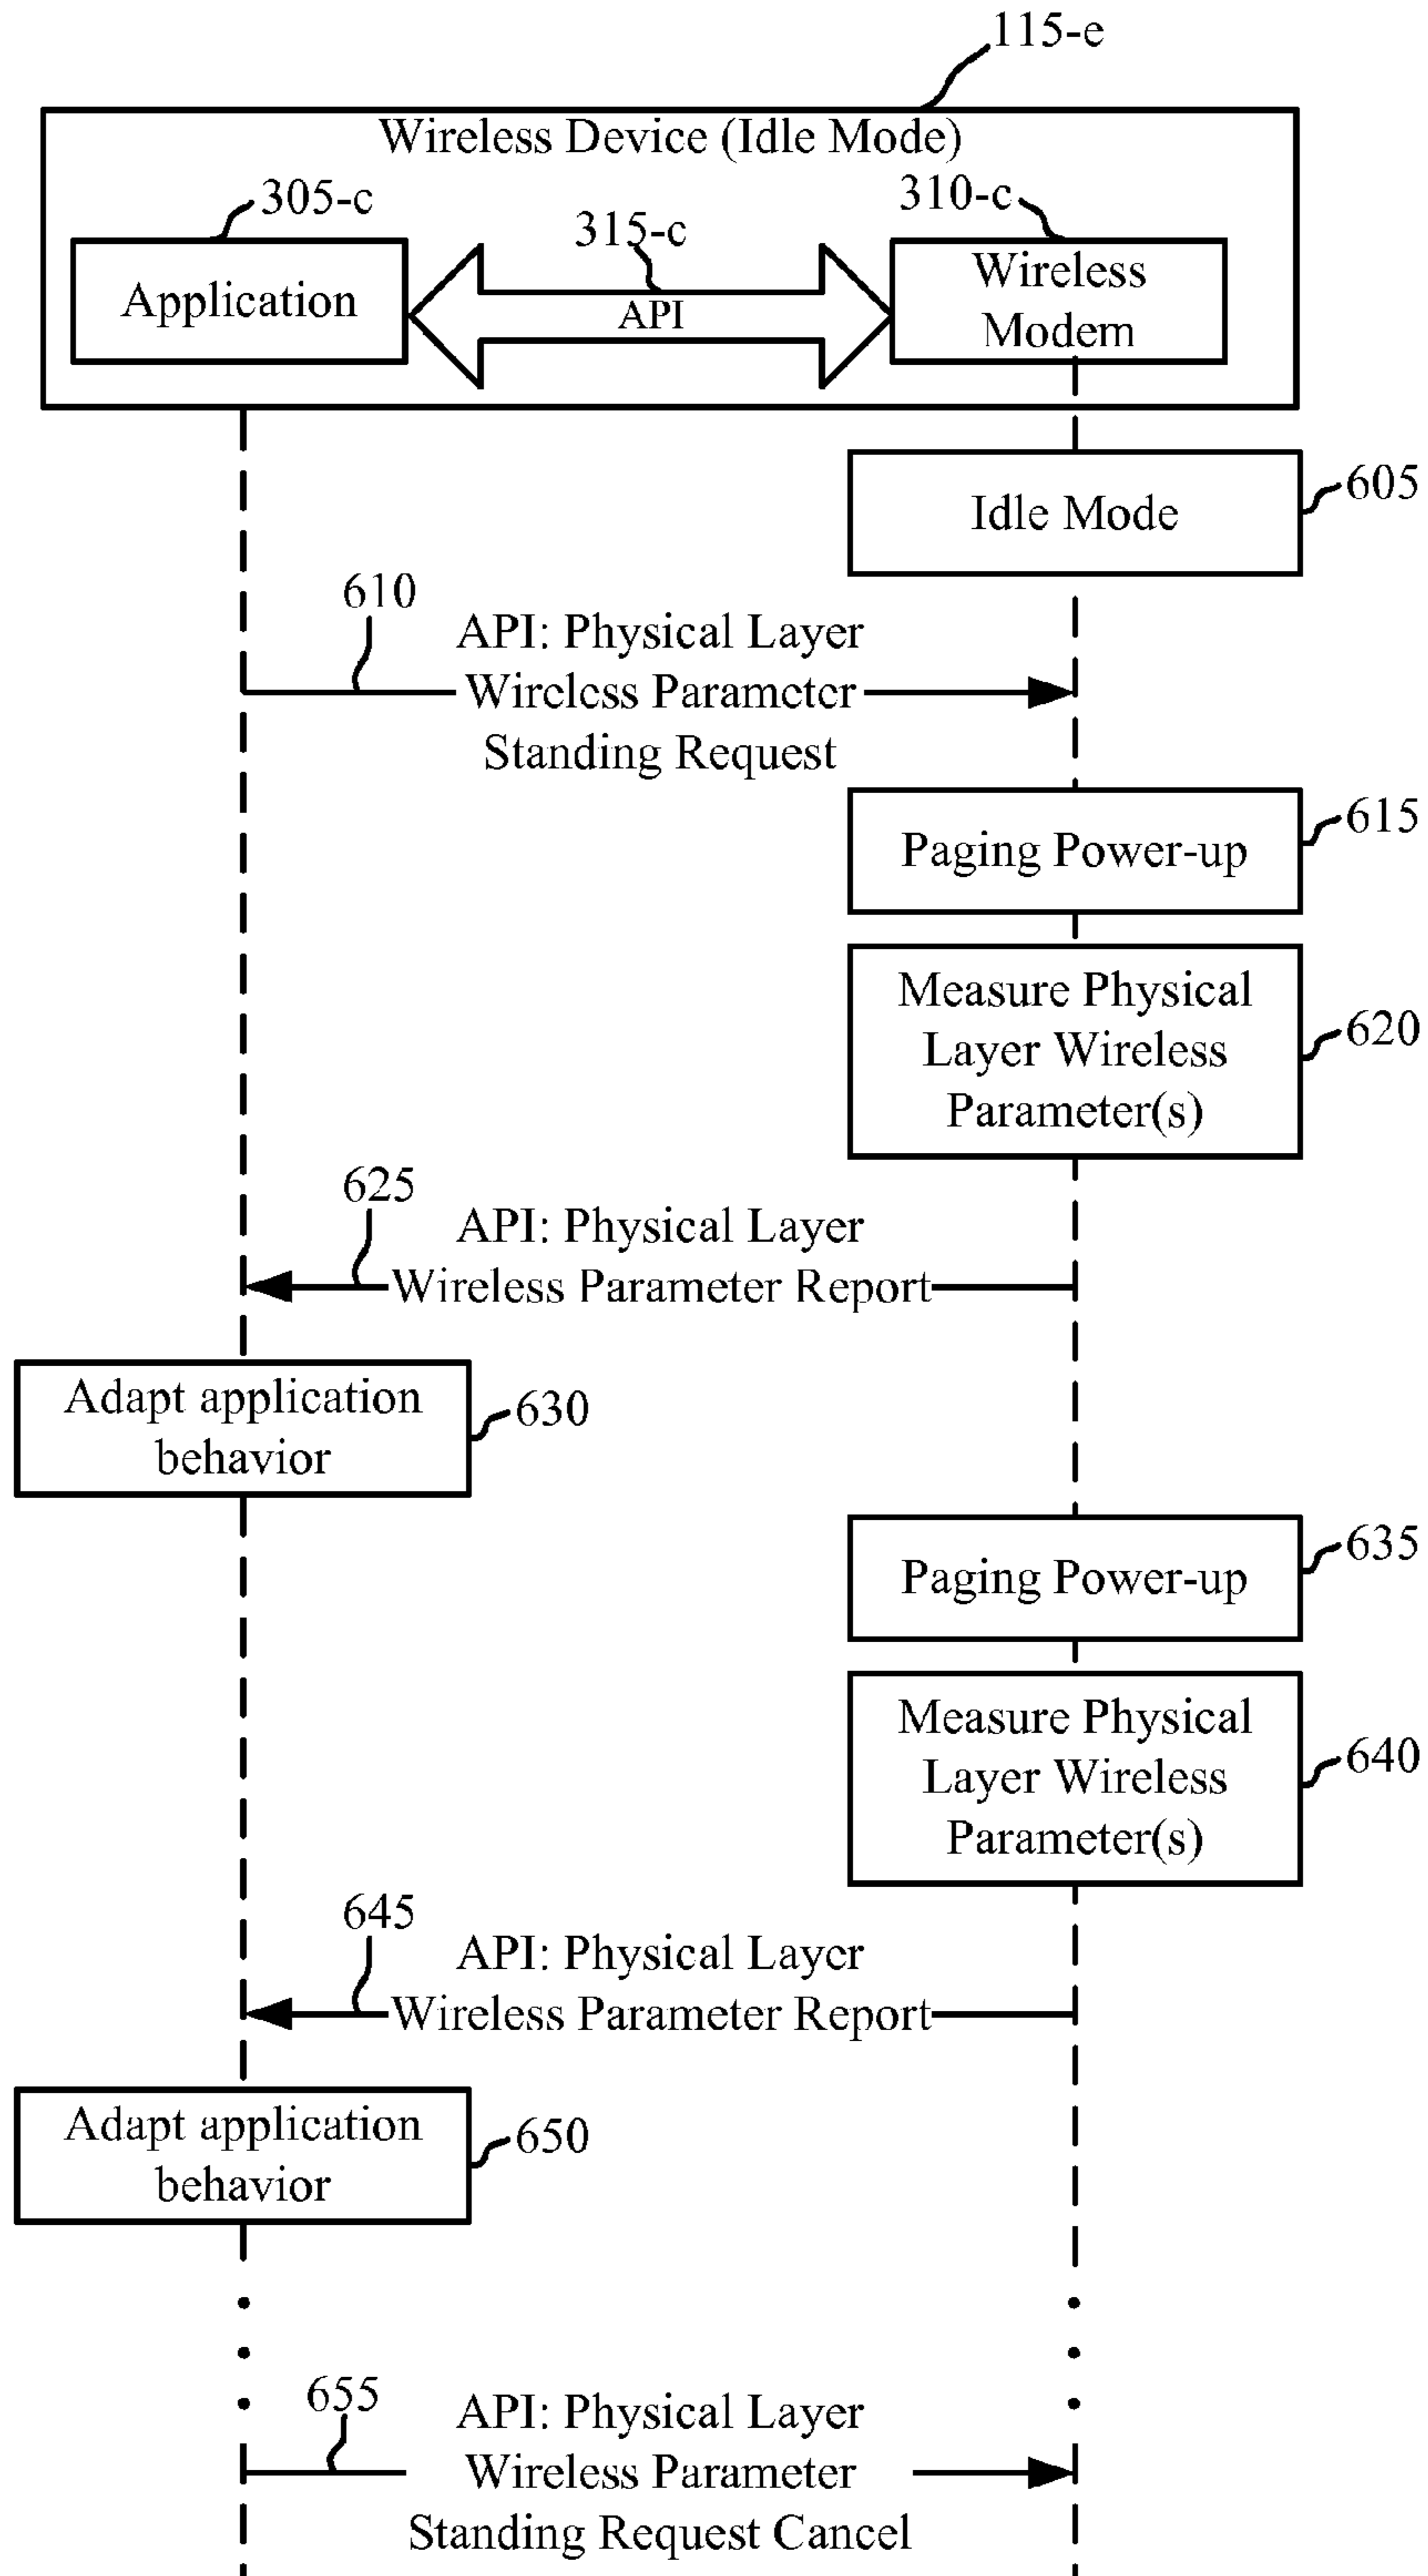 115-e
Wireless Device (Idle Mode)
305-c
315-c
310-c
Application
API
Wireless
Modem
Idle Mode
605
610
API: Physical Layer
Wireless Parameter
Standing Request
Paging Power-up
615
Measure Physical
Layer Wireless
Parameter(s)
620
625
API: Physical Layer
Wireless Parameter Report
Adapt application
behavior
630
Paging Power-up
635
Measure Physical
Layer Wireless
Parameter(s)
640
645
API: Physical Layer
Wireless Parameter Report
Adapt application
behavior
650
655
API: Physical Layer
Wireless Parameter
Standing Request Cancel